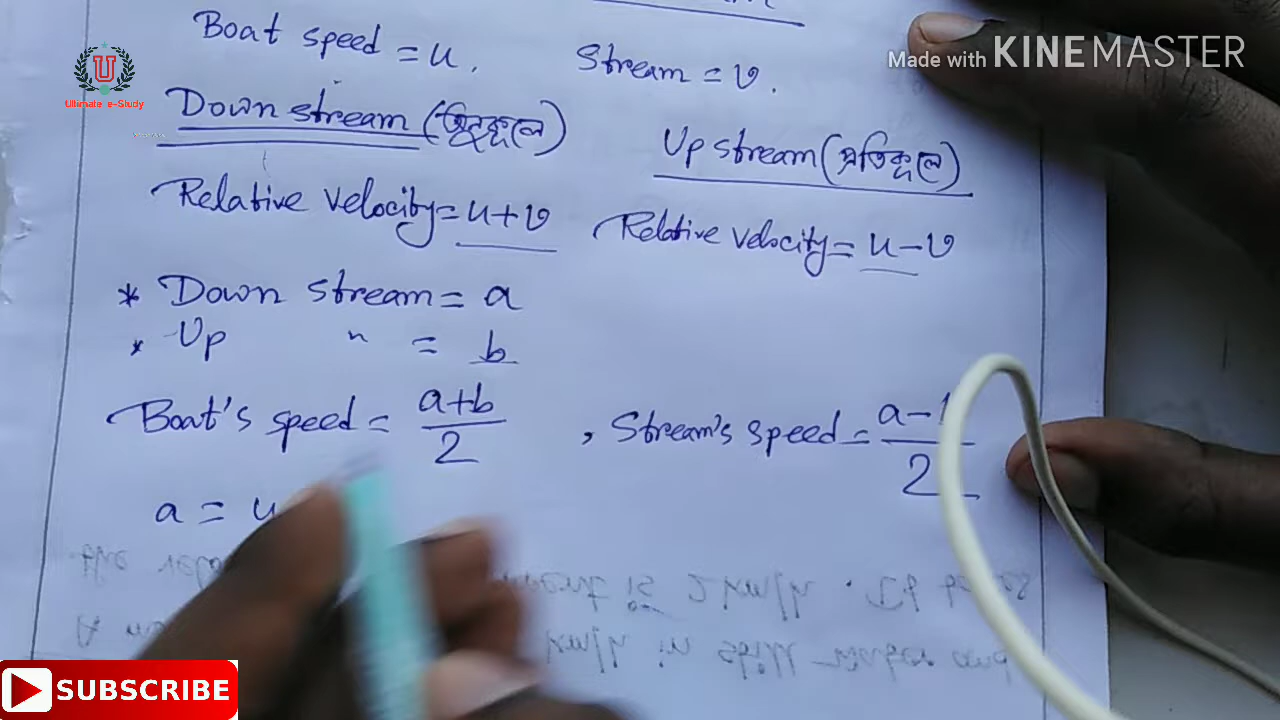 Boat speed = u, Stream = v.
Made with KINEMASTER
U
Ultimate e-Study
Down stream (অনুকূলে)
Up stream (প্রতিকূলে)
Relative velocity = u+v
Relative velocity = u-v
* Down stream = a
* Up " = b
Boat's speed = a+b/2 , Stream's speed = a-/2
a = u
SUBSCRIBE